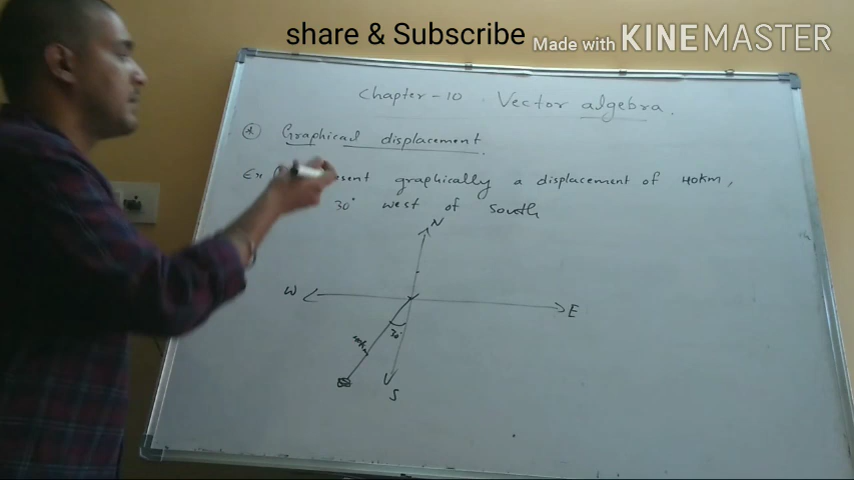 share & Subscribe
Made with KINEMASTER
Chapter-10 Vector algebra.
Graphical displacement
Ex graphically a displacement of 40km,
30° west of south
N
W
E
30°
S